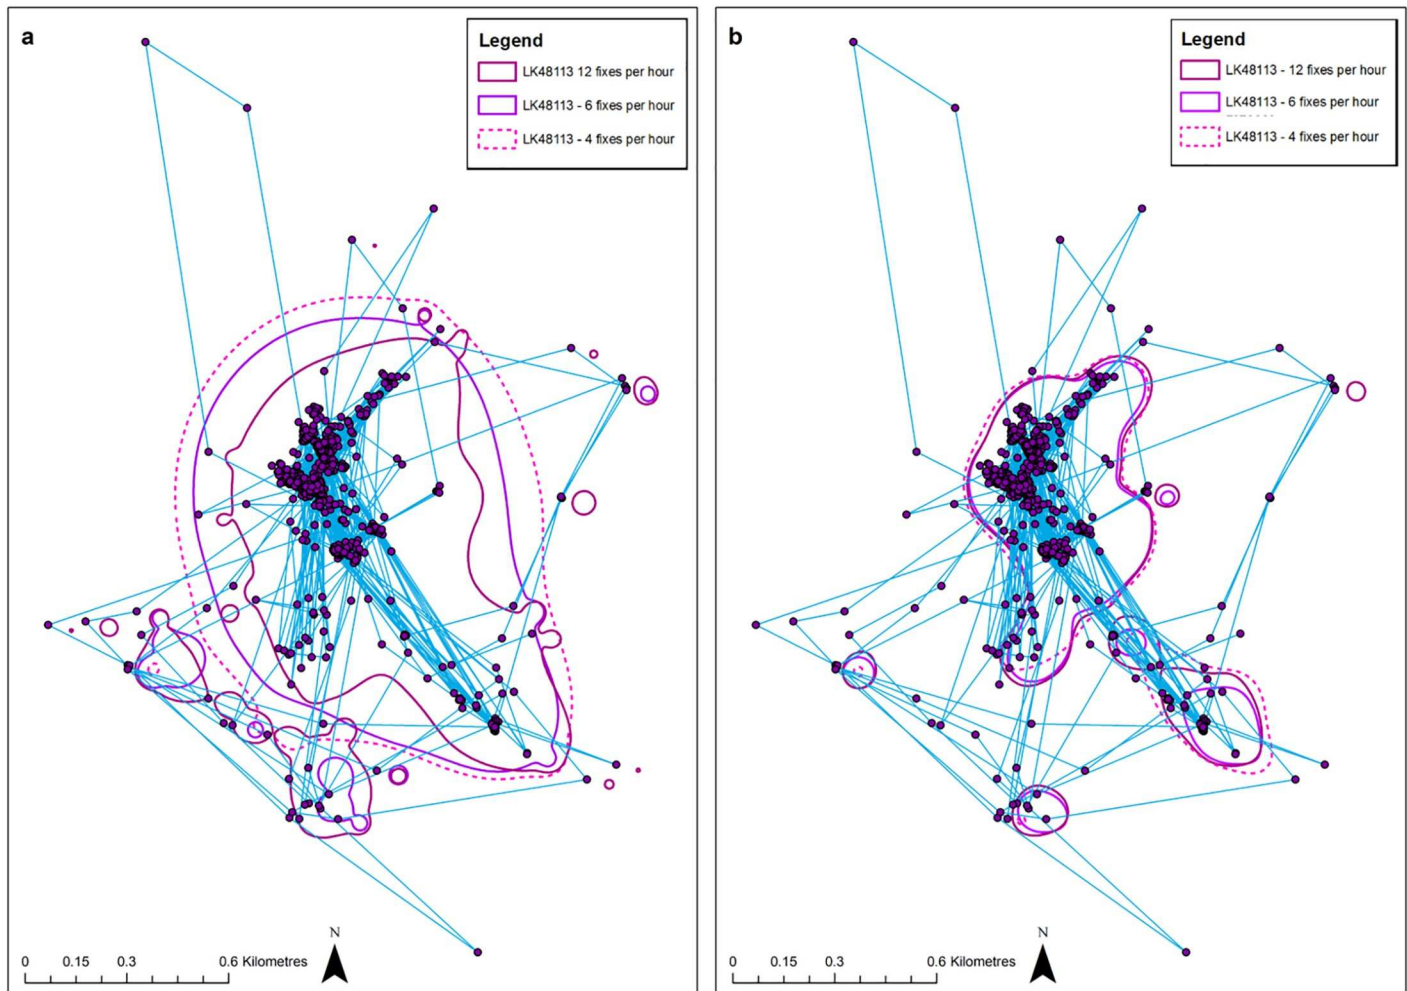 a
Legend
LK48113 12 fixes per hour
LK48113 - 6 fixes per hour
LK48113 - 4 fixes per hour
N
0 0.15 0.3 0.6 Kilometres
b
Legend
LK48113 - 12 fixes per hour
LK48113 - 6 fixes per hour
LK48113 - 4 fixes per hour
N
0 0.15 0.3 0.6 Kilometres